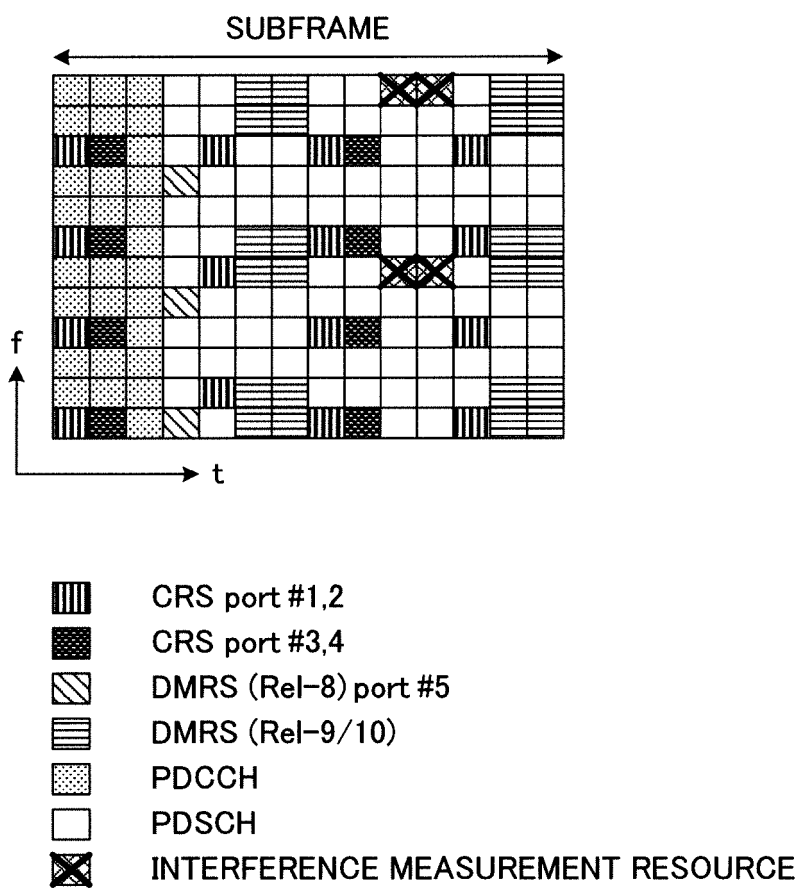 SUBFRAME
f
t
CRS port #1,2
CRS port #3,4
DMRS (Rel-8) port #5
DMRS (Rel-9/10)
PDCCH
PDSCH
INTERFERENCE MEASUREMENT RESOURCE